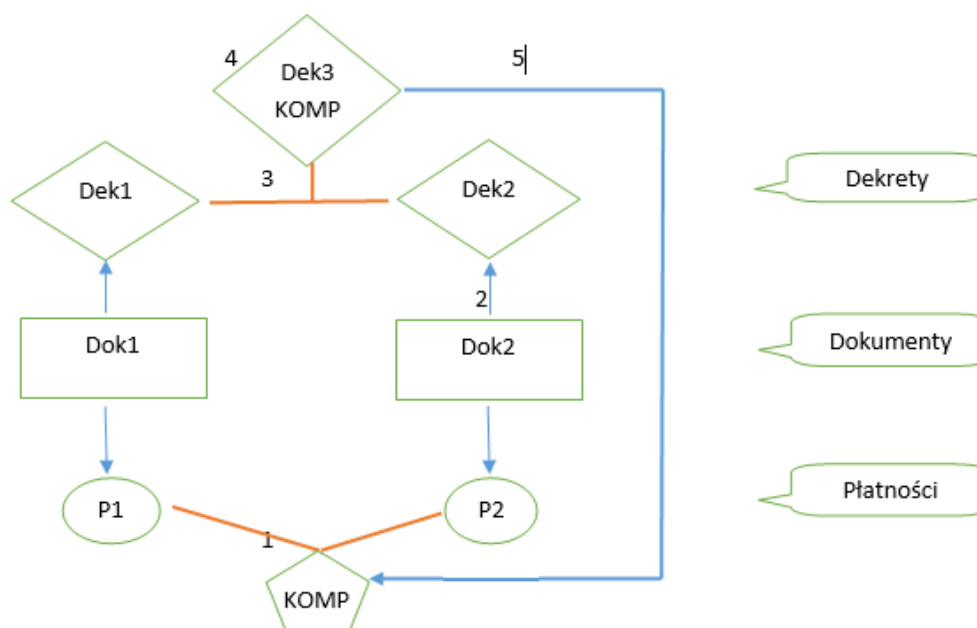 4
5
Dek3
KOMP
Dek1
3
Dek2
Dekrety
2
Dok1
Dok2
Dokumenty
P1
P2
Płatności
1
KOMP